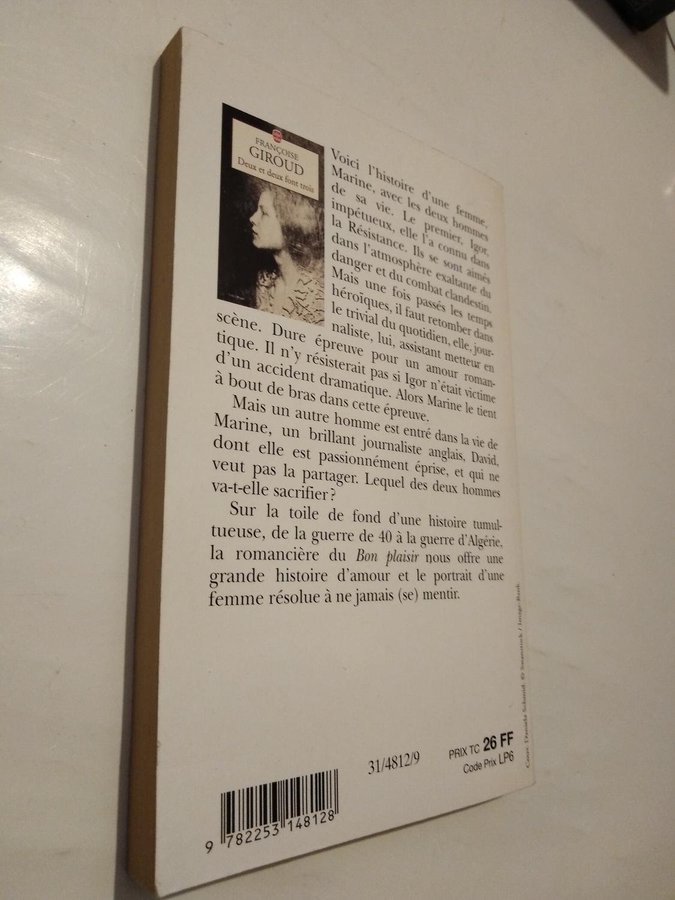 FRANÇOISE
GIROUD
Deux et deux font trois
Voici l'histoire d'une femme,
Marine, avec les deux hommes
de sa vie. Le premier, Igor,
impétueux, elle l'a connu dans
la Résistance. Ils se sont aimés
dans l'atmosphère exaltante du
danger et du combat clandestin.
Mais une fois passés les temps
héroïques, il faut retomber dans
le trivial du quotidien, elle, jour-
naliste, lui, assistant metteur en
scène. Dure épreuve pour un amour roman-
tique. Il n'y résisterait pas si Igor n'était victime
d'un accident dramatique. Alors Marine le tient
à bout de bras dans cette épreuve.
Mais un autre homme est entré dans la vie de
Marine, un brillant journaliste anglais, David,
dont elle est passionnément éprise, et qui ne
veut pas la partager. Lequel des deux hommes
va-t-elle sacrifier ?
Sur la toile de fond d'une histoire tumul-
tueuse, de la guerre de 40 à la guerre d'Algérie,
la romancière du Bon plaisir nous offre une
grande histoire d'amour et le portrait d'une
femme résolue à ne jamais (se) mentir.
31/4812/9
PRIX TC 26 FF
Code Prix LP6
9 782253 148128